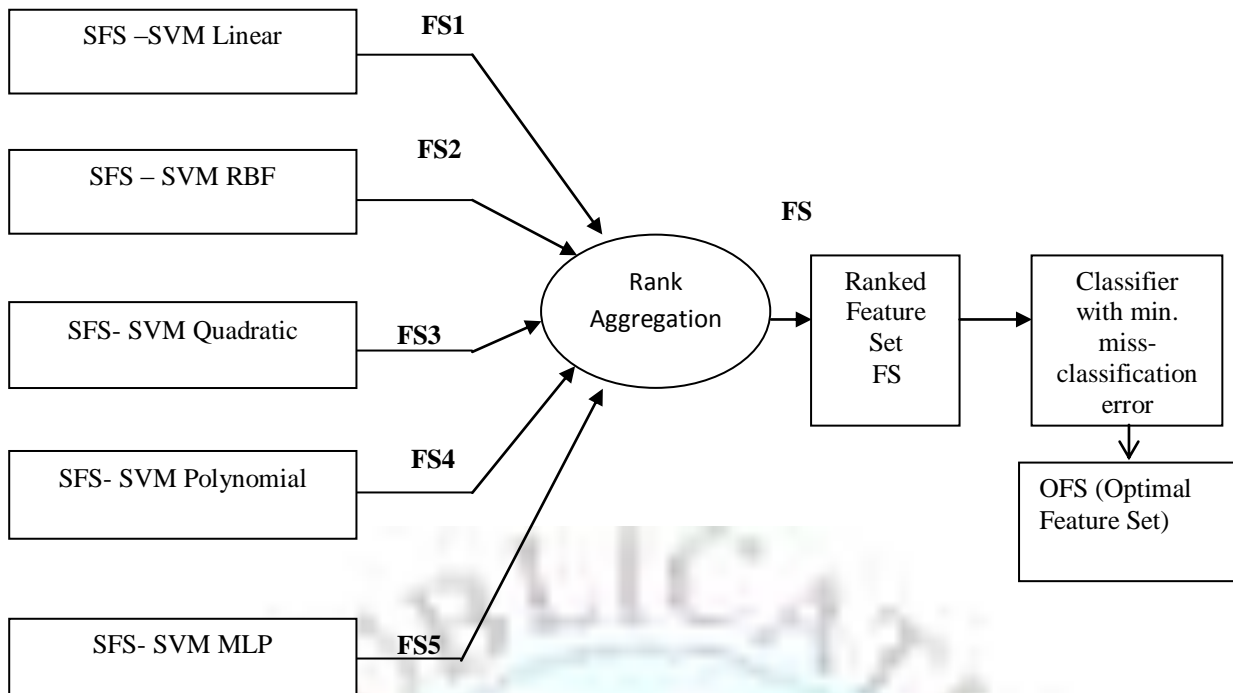 SFS –SVM Linear
FS1
SFS – SVM RBF
FS2
SFS- SVM Quadratic
FS3
SFS- SVM Polynomial
FS4
SFS- SVM MLP
FS5
Rank
Aggregation
FS
Ranked
Feature
Set
FS
Classifier
with min.
miss-
classification
error
OFS (Optimal
Feature Set)
BLICAT